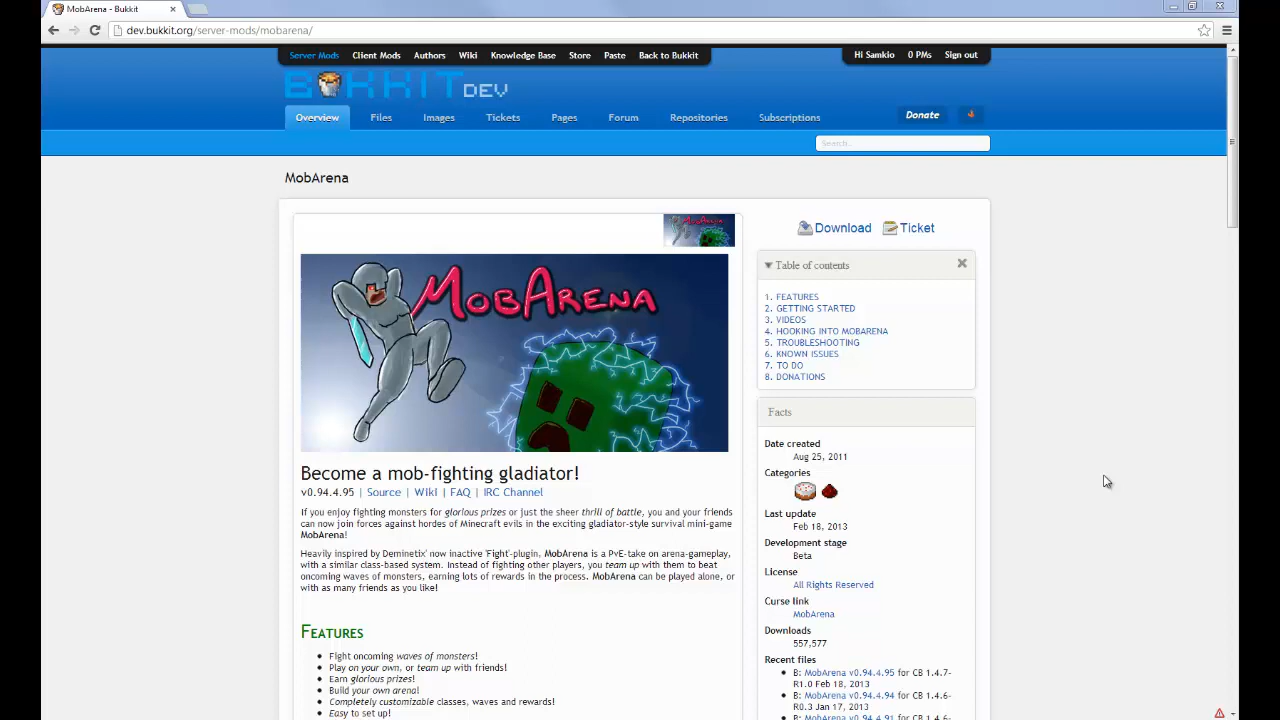 MobArena - Bukkit
dev.bukkit.org/server-mods/mobarena/
Server Mods Client Mods Authors Wiki Knowledge Base Store Paste Back to Bukkit
Hi Samkio 0 PMs Sign out
BUKKIT DEV
Overview Files Images Tickets Pages Forum Repositories Subscriptions
Donate
Search..
MobArena
MOBARENA
Become a mob-fighting gladiator!
v0.94.4.95 | Source | Wiki | FAQ | IRC Channel
If you enjoy fighting monsters for glorious prizes or just the sheer thrill of battle, you and your friends
can now join forces against hordes of Minecraft evils in the exciting gladiator-style survival mini-game
MobArena!
Heavily inspired by Deminetix' now inactive 'Fight'-plugin, MobArena is a PvE-take on arena-gameplay,
with a similar class-based system. Instead of fighting other players, you team up with them to beat
oncoming waves of monsters, earning lots of rewards in the process. MobArena can be played alone, or
with as many friends as you like!
FEATURES
• Fight oncoming waves of monsters!
• Play on your own, or team up with friends!
• Earn glorious prizes!
• Build your own arena!
• Completely customizable classes, waves and rewards!
• Easy to set up!
Download Ticket
Table of contents
1. FEATURES
2. GETTING STARTED
3. VIDEOS
4. HOOKING INTO MOBARENA
5. TROUBLESHOOTING
6. KNOWN ISSUES
7. TO DO
8. DONATIONS
Facts
Date created
Aug 25, 2011
Categories
Last update
Feb 18, 2013
Development stage
Beta
License
All Rights Reserved
Curse link
MobArena
Downloads
557,577
Recent files
• B: MobArena v0.94.4.95 for CB 1.4.7-
R1.0 Feb 18, 2013
• B: MobArena v0.94.4.94 for CB 1.4.6-
R0.3 Jan 17, 2013
• B: MobArena v0.94.4.91 for CB 1.4.6-